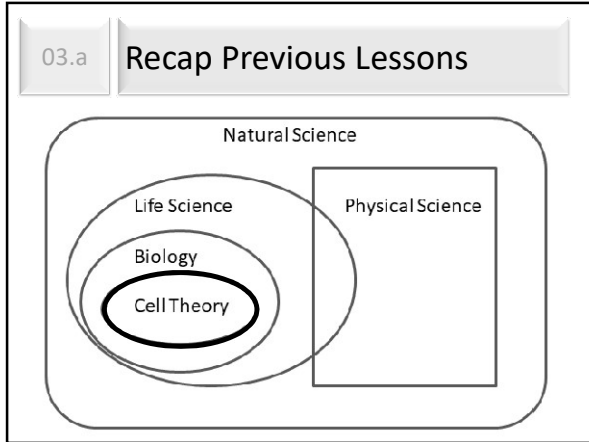 03.a
Recap Previous Lessons
Natural Science
Life Science
Physical Science
Biology
Cell Theory